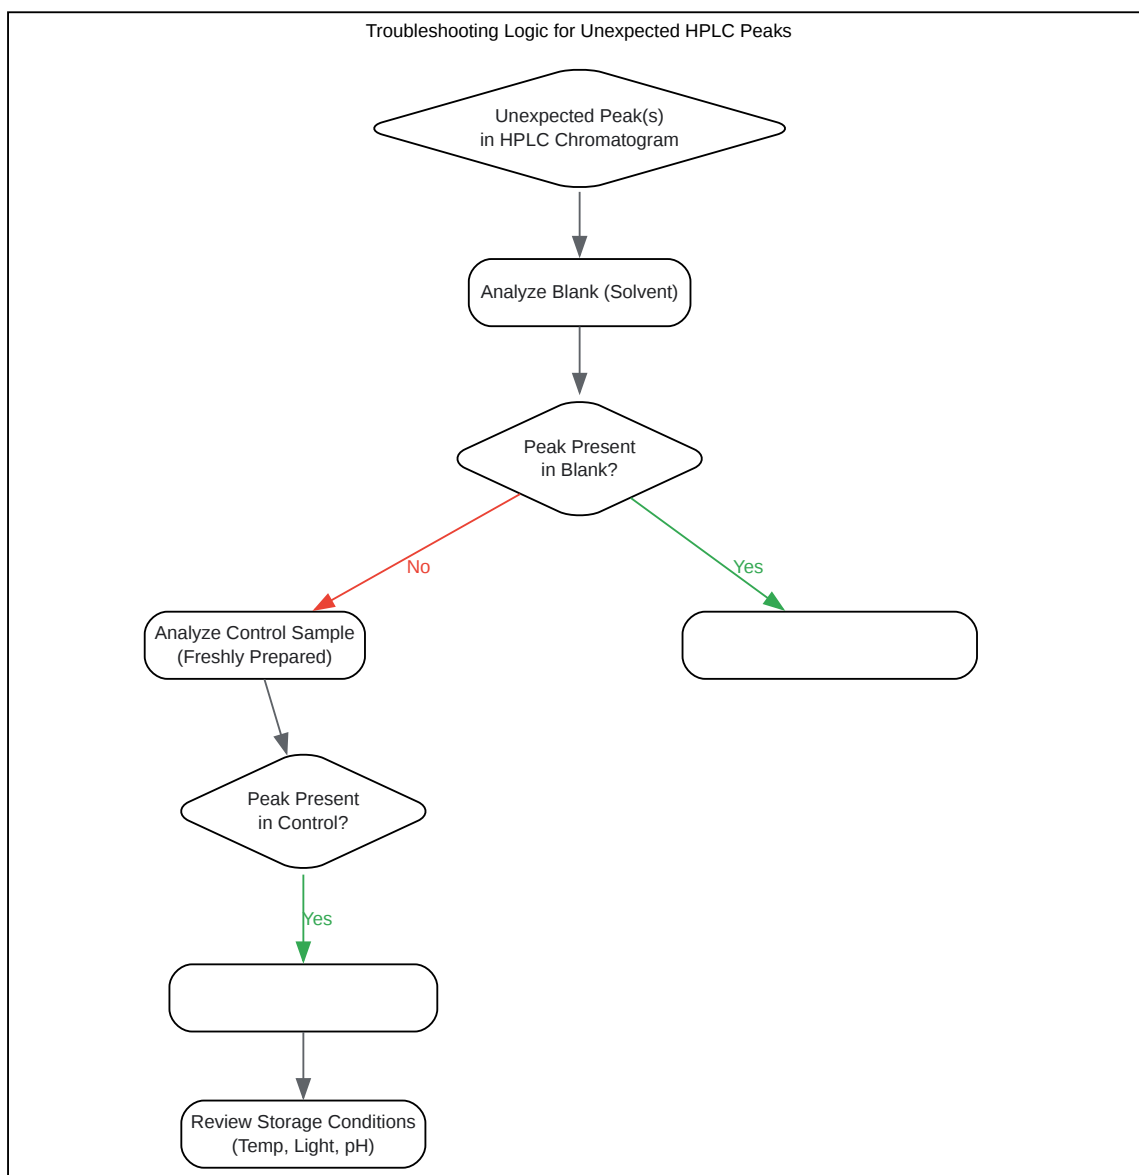 Troubleshooting Logic for Unexpected HPLC Peaks
Unexpected Peak(s)
in HPLC Chromatogram
Analyze Blank (Solvent)
Peak Present
in Blank?
No
Yes
Analyze Control Sample
(Freshly Prepared)
Peak Present
in Control?
Yes
Review Storage Conditions
(Temp, Light, pH)